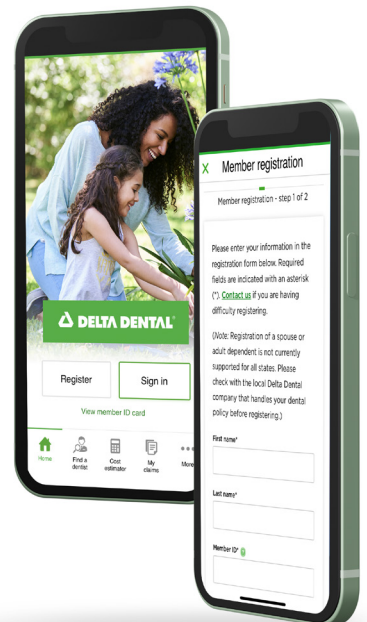 DELTA DENTAL
Register
Sign in
View member ID card
Home
Find a
dentist
Cost
estimator
My
claims
More
X Member registration
Member registration - step 1 of 2
Please enter your information in the
registration form below. Required
fields are indicated with an asterisk
(*). Contact us if you are having
difficulty registering.
(Note: Registration of a spouse or
adult dependent is not currently
supported for all states. Please
check with the local Delta Dental
company that handles your dental
policy before registering.)
First name*
Last name*
Member ID*